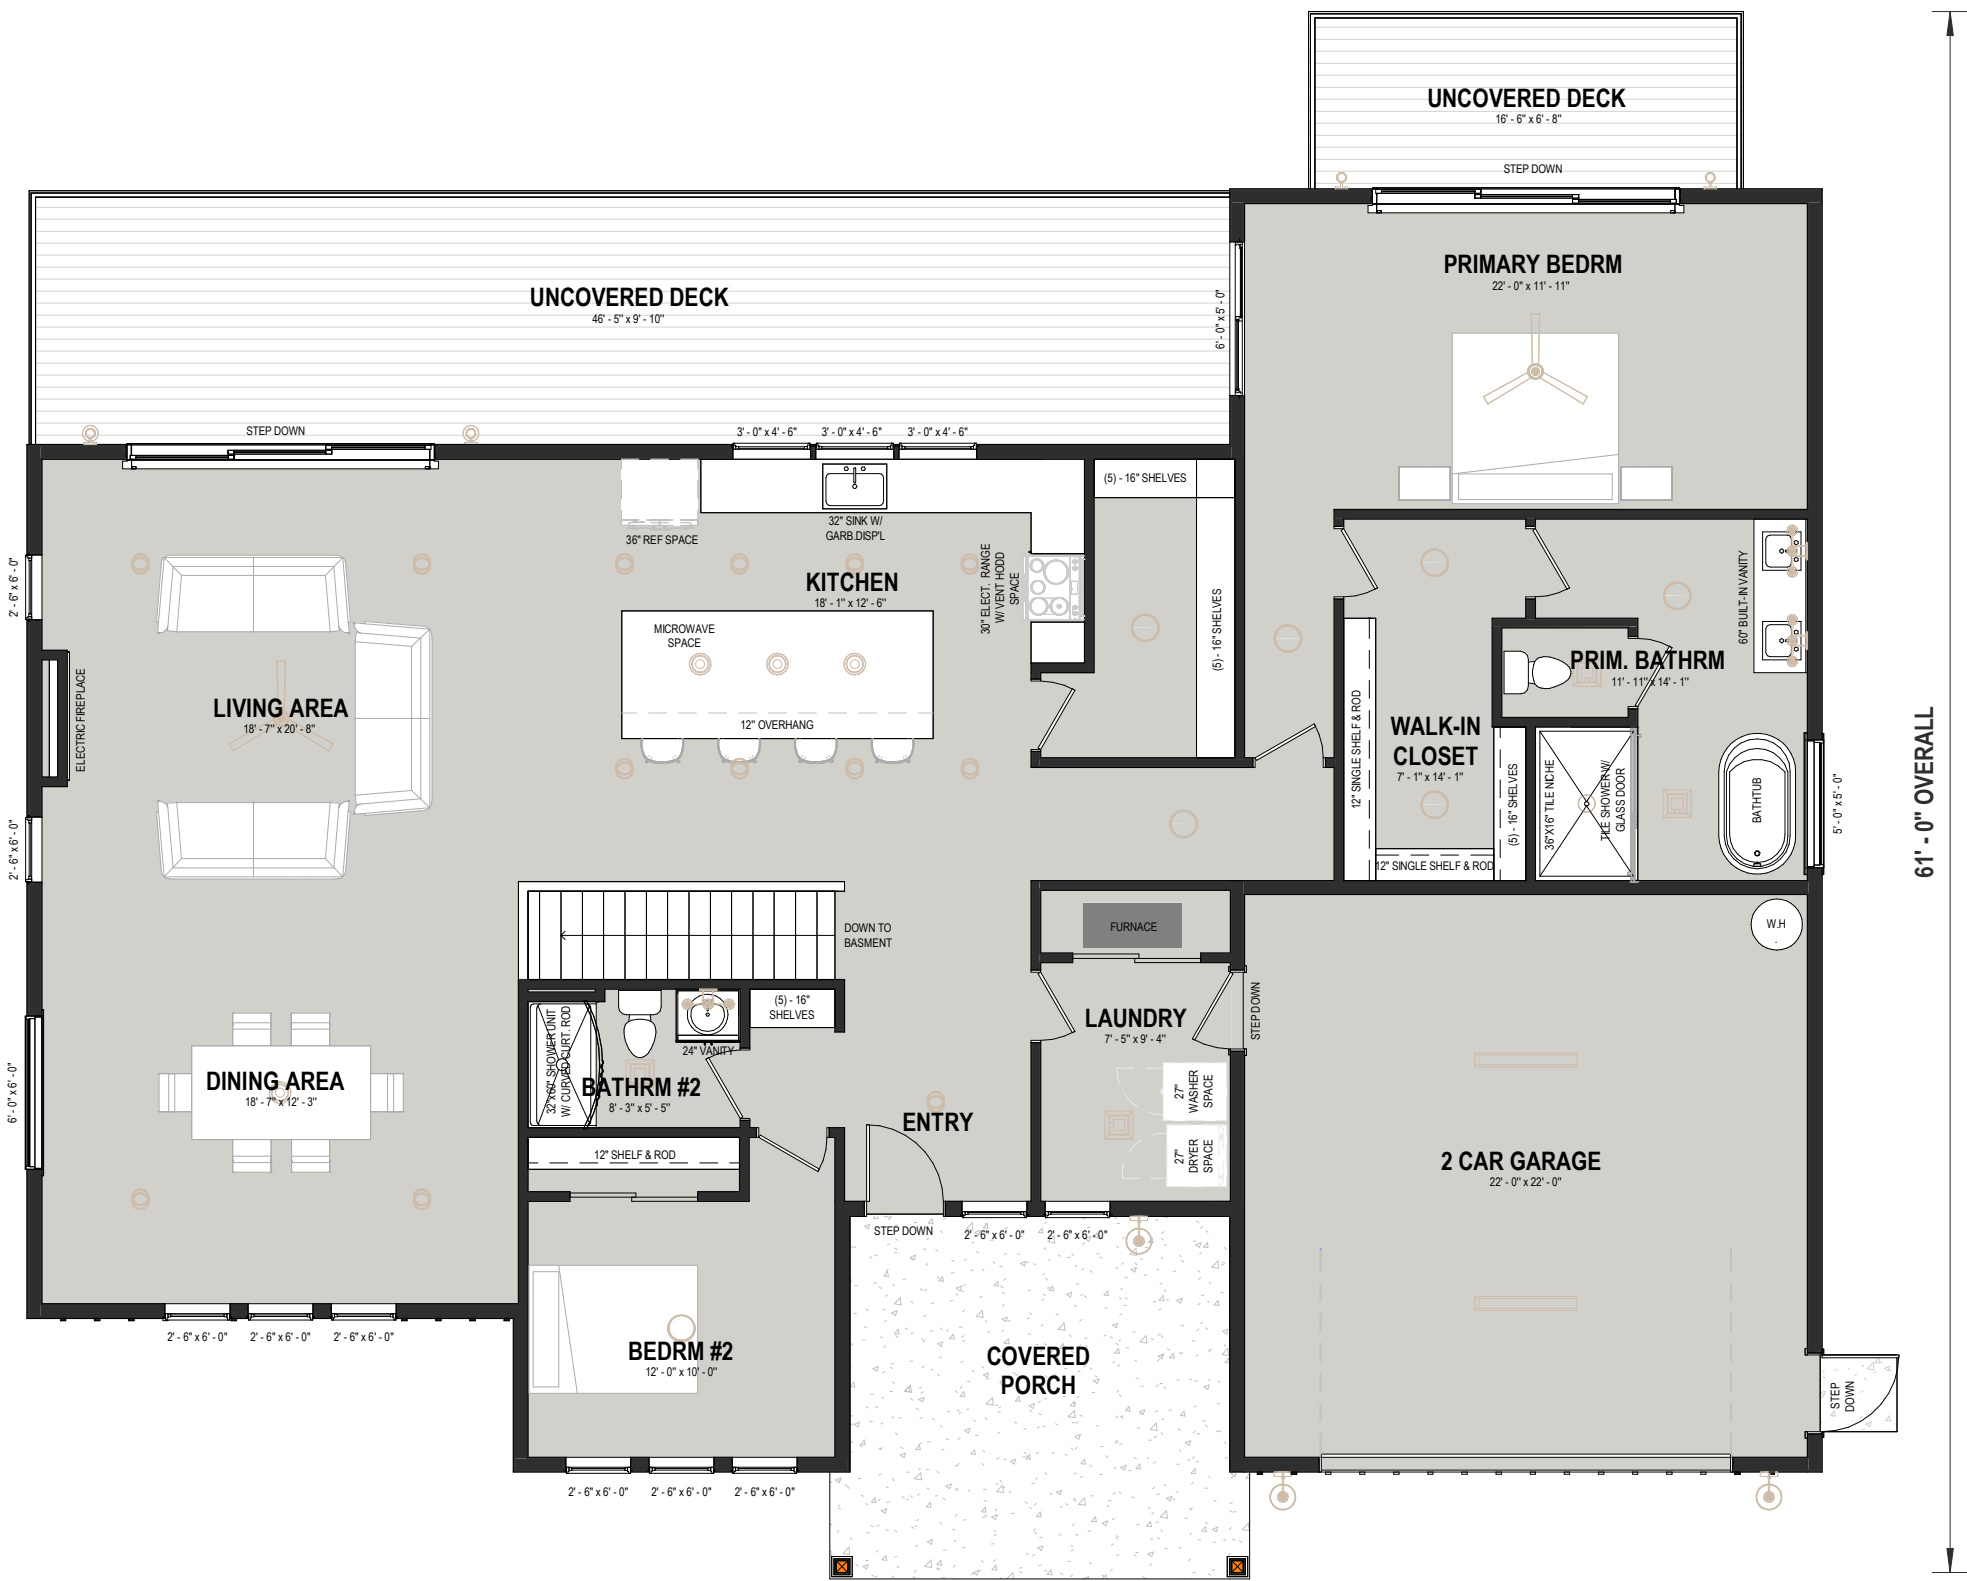 UNCOVERED DECK
16' - 6" x 6' - 8"
STEP DOWN
UNCOVERED DECK
46' - 5" x 9' - 10"
STEP DOWN
3' - 0" x 4' - 6"
3' - 0" x 4' - 6"
3' - 0" x 4' - 6"
6' - 0" x 5' - 0"
PRIMARY BEDRM
22' - 0" x 11' - 11"
(5) - 16" SHELVES
(5) - 16" SHELVES
36" REF SPACE
32" SINK W/
GARB.DISP'L
30" ELECT. RANGE
W/ VENT HODD
SPACE
KITCHEN
18' - 1" x 12' - 6"
MICROWAVE
SPACE
12" OVERHANG
2' - 6" x 6' - 0"
ELECTRIC FIREPLACE
LIVING AREA
18' - 7" x 20' - 8"
2' - 6" x 6' - 0"
60" BUILT-IN VANITY
PRIM. BATHRM
11' - 11" x 14' - 1"
WALK-IN
CLOSET
7' - 1" x 14' - 1"
12" SINGLE SHELF & ROD
12" SINGLE SHELF & ROD
(5) - 16" SHELVES
36"X16" TILE NICHE
TILE SHOWER W/
GLASS DOOR
BATHTUB
5' - 0" x 5' - 0"
61' - 0" OVERALL
DOWN TO
BASMENT
FURNACE
W.H
.
LAUNDRY
7' - 5" x 9' - 4"
STEP DOWN
27"
WASHER
SPACE
27"
DRYER
SPACE
(5) - 16"
SHELVES
24" VANITY
32"x60" SHOWER UNIT
W/ CURVED CURT. ROD
BATHRM #2
8' - 3" x 5' - 5"
12" SHELF & ROD
ENTRY
6' - 0" x 6' - 0"
DINING AREA
18' - 7" x 12' - 3"
2 CAR GARAGE
22' - 0" x 22' - 0"
STEP DOWN
2' - 6" x 6' - 0"
2' - 6" x 6' - 0"
2' - 6" x 6' - 0"
2' - 6" x 6' - 0"
2' - 6" x 6' - 0"
BEDRM #2
12' - 0" x 10' - 0"
COVERED
PORCH
STEP
DOWN
2' - 6" x 6' - 0"
2' - 6" x 6' - 0"
2' - 6" x 6' - 0"